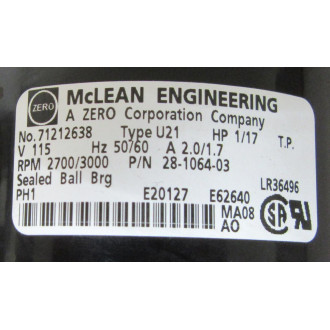 ZERO McLEAN ENGINEERING
A ZERO Corporation Company
No. 71212638 Type U21 HP 1/17 T.P.
V 115 Hz 50/60 A 2.0/1.7
RPM 2700/3000 P/N 28-1064-03
Sealed Ball Brg LR36496
PH1 E20127 E62640
MA08
AO